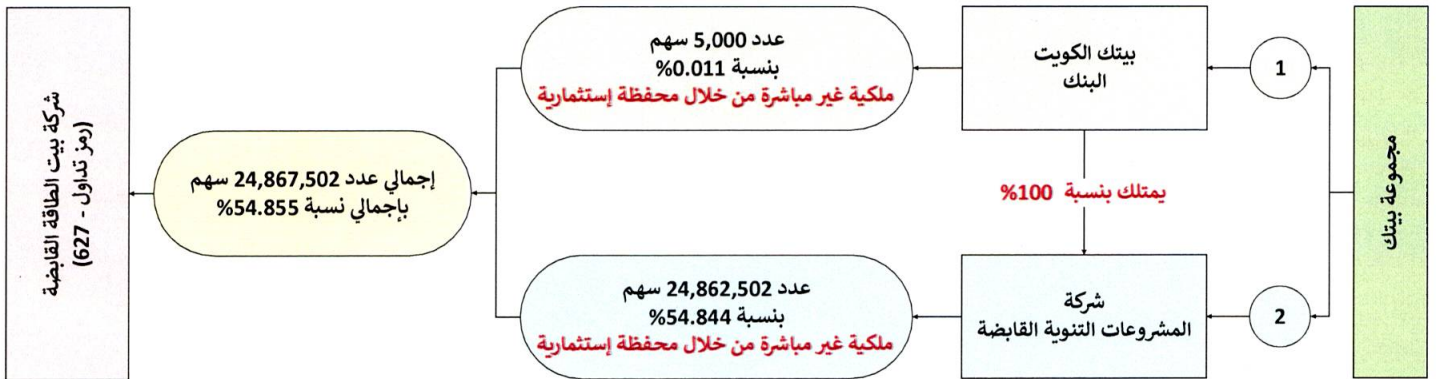 مجموعة بيتك
1
بيتك الكويت
البنك
عدد 5,000 سهم
بنسبة 0.011%
ملكية غير مباشرة من خلال محفظة إستثمارية
يمتلك بنسبة 100%
2
شركة
المشروعات التنوية القابضة
عدد 24,862,502 سهم
بنسبة 54.844%
ملكية غير مباشرة من خلال محفظة إستثمارية
إجمالي عدد 24,867,502 سهم
بإجمالي نسبة 54.855%
شركة بيت الطاقة القابضة
(رمز تداول - 627)